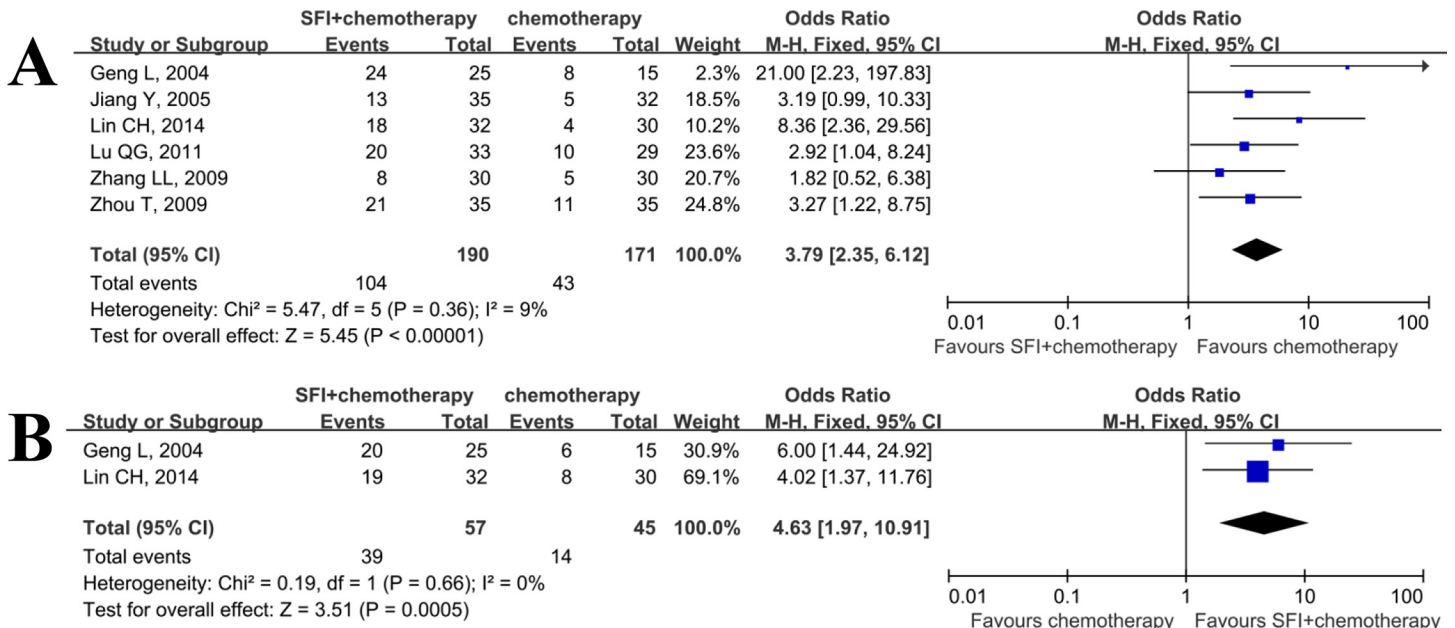 A
SFI+chemotherapy chemotherapy Odds Ratio Odds Ratio
Study or Subgroup Events Total Events Total Weight M-H, Fixed, 95% CI M-H, Fixed, 95% CI
Geng L, 2004 24 25 8 15 2.3% 21.00 [2.23, 197.83]
Jiang Y, 2005 13 35 5 32 18.5% 3.19 [0.99, 10.33]
Lin CH, 2014 18 32 4 30 10.2% 8.36 [2.36, 29.56]
Lu QG, 2011 20 33 10 29 23.6% 2.92 [1.04, 8.24]
Zhang LL, 2009 8 30 5 30 20.7% 1.82 [0.52, 6.38]
Zhou T, 2009 21 35 11 35 24.8% 3.27 [1.22, 8.75]
Total (95% CI) 190 171 100.0% 3.79 [2.35, 6.12]
Total events 104 43
Heterogeneity: Chi² = 5.47, df = 5 (P = 0.36); I² = 9%
Test for overall effect: Z = 5.45 (P < 0.00001)
0.01 0.1 1 10 100
Favours SFI+chemotherapy Favours chemotherapy
B
SFI+chemotherapy chemotherapy Odds Ratio Odds Ratio
Study or Subgroup Events Total Events Total Weight M-H, Fixed, 95% CI M-H, Fixed, 95% CI
Geng L, 2004 20 25 6 15 30.9% 6.00 [1.44, 24.92]
Lin CH, 2014 19 32 8 30 69.1% 4.02 [1.37, 11.76]
Total (95% CI) 57 45 100.0% 4.63 [1.97, 10.91]
Total events 39 14
Heterogeneity: Chi² = 0.19, df = 1 (P = 0.66); I² = 0%
Test for overall effect: Z = 3.51 (P = 0.0005)
0.01 0.1 1 10 100
Favours chemotherapy Favours SFI+chemotherapy